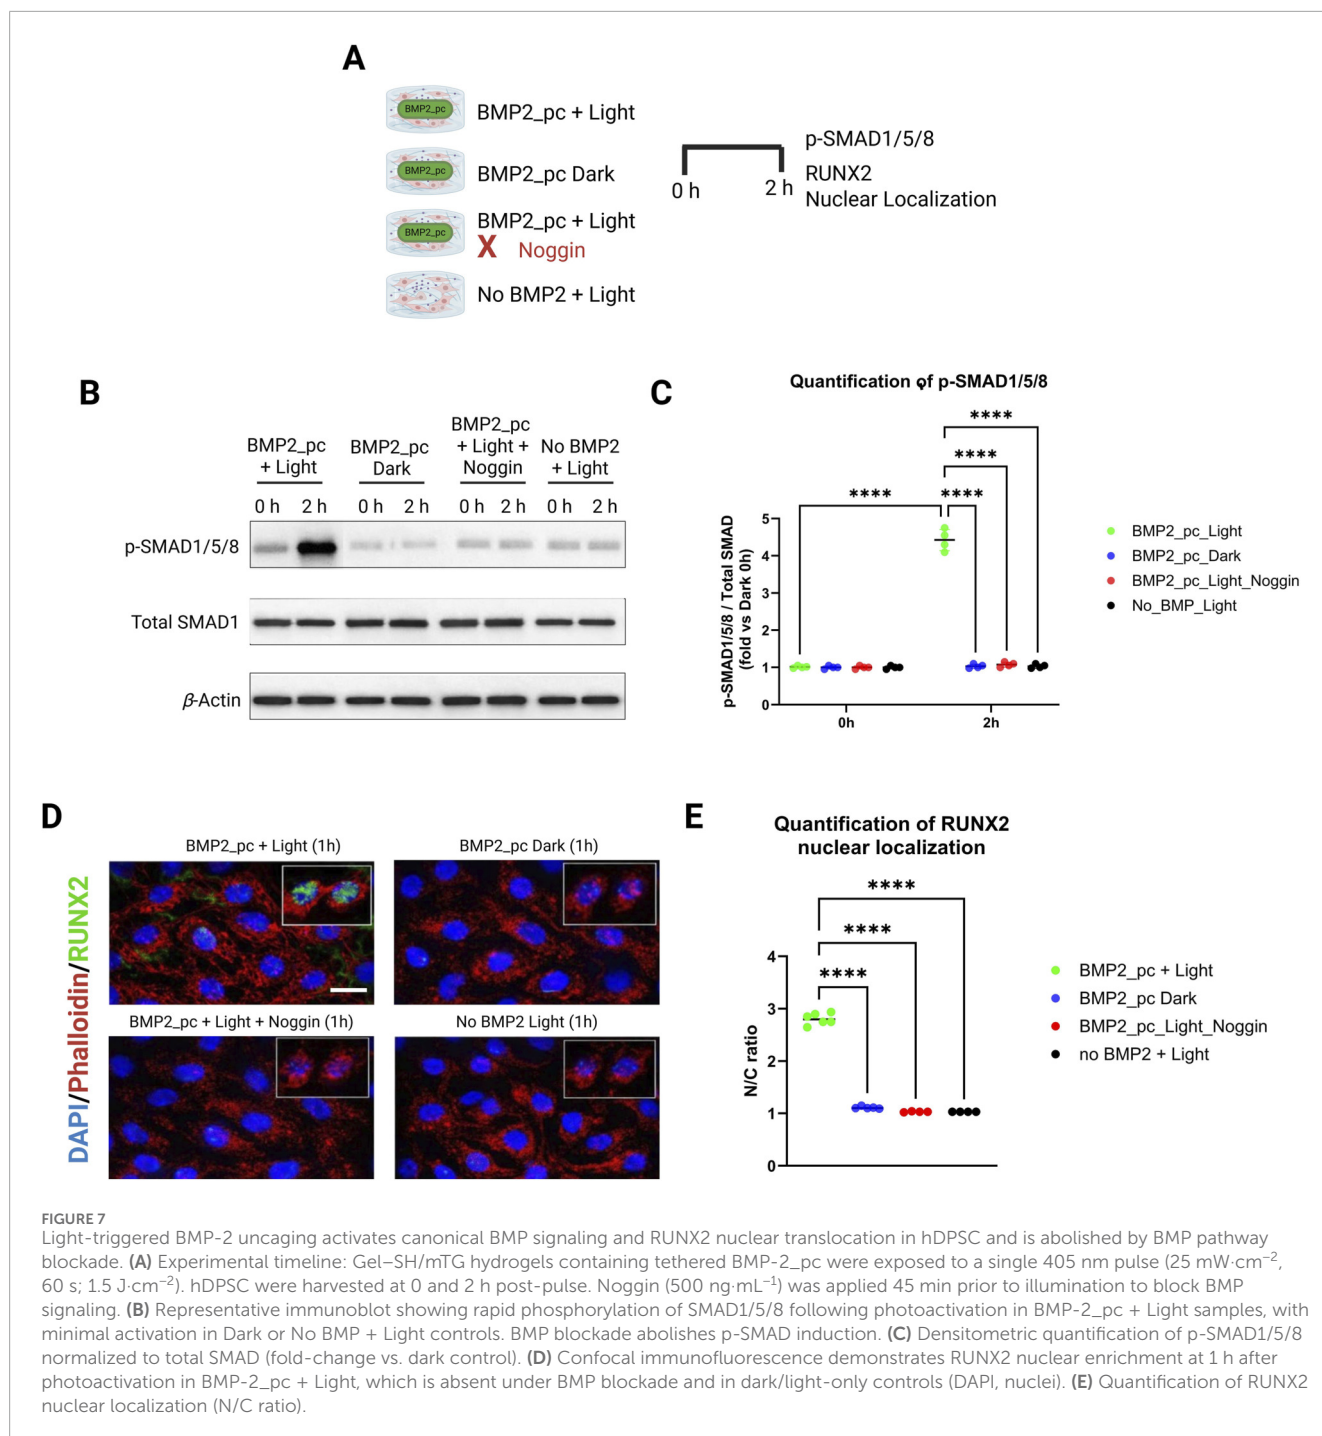 A
BMP2_pc
BMP2_pc + Light
BMP2_pc
BMP2_pc Dark
BMP2_pc
BMP2_pc + Light
X Noggin
No BMP2 + Light
0 h
2 h
p-SMAD1/5/8
RUNX2
Nuclear Localization
B
BMP2_pc
+ Light
BMP2_pc
Dark
BMP2_pc
+ Light +
Noggin
No BMP2
+ Light
0 h 2 h 0 h 2 h 0 h 2 h 0 h 2 h
p-SMAD1/5/8
Total SMAD1
β-Actin
C
Quantification of p-SMAD1/5/8
****
****
**** ****
p-SMAD1/5/8 / Total SMAD
(fold vs Dark 0h)
5
4
3
2
1
0
0h 2h
BMP2_pc_Light
BMP2_pc_Dark
BMP2_pc_Light_Noggin
No_BMP_Light
D
DAPI/Phalloidin/RUNX2
BMP2_pc + Light (1h)
BMP2_pc Dark (1h)
BMP2_pc + Light + Noggin (1h)
No BMP2 Light (1h)
E
Quantification of RUNX2
nuclear localization
****
****
****
N/C ratio
4
3
2
1
0
BMP2_pc + Light
BMP2_pc Dark
BMP2_pc_Light_Noggin
no BMP2 + Light
FIGURE 7
Light-triggered BMP-2 uncaging activates canonical BMP signaling and RUNX2 nuclear translocation in hDPSC and is abolished by BMP pathway
blockade. (A) Experimental timeline: Gel–SH/mTG hydrogels containing tethered BMP-2_pc were exposed to a single 405 nm pulse (25 mW·cm⁻²,
60 s; 1.5 J·cm⁻²). hDPSC were harvested at 0 and 2 h post-pulse. Noggin (500 ng·mL⁻¹) was applied 45 min prior to illumination to block BMP
signaling. (B) Representative immunoblot showing rapid phosphorylation of SMAD1/5/8 following photoactivation in BMP-2_pc + Light samples, with
minimal activation in Dark or No BMP + Light controls. BMP blockade abolishes p-SMAD induction. (C) Densitometric quantification of p-SMAD1/5/8
normalized to total SMAD (fold-change vs. dark control). (D) Confocal immunofluorescence demonstrates RUNX2 nuclear enrichment at 1 h after
photoactivation in BMP-2_pc + Light, which is absent under BMP blockade and in dark/light-only controls (DAPI, nuclei). (E) Quantification of RUNX2
nuclear localization (N/C ratio).